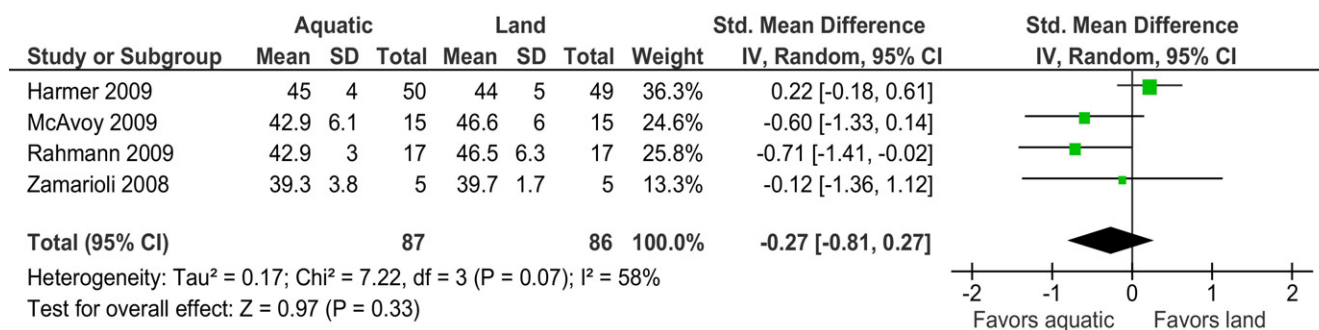 Aquatic Land Std. Mean Difference Std. Mean Difference
Study or Subgroup Mean SD Total Mean SD Total Weight IV, Random, 95% CI IV, Random, 95% CI
Harmer 2009 45 4 50 44 5 49 36.3% 0.22 [-0.18, 0.61]
McAvoy 2009 42.9 6.1 15 46.6 6 15 24.6% -0.60 [-1.33, 0.14]
Rahmann 2009 42.9 3 17 46.5 6.3 17 25.8% -0.71 [-1.41, -0.02]
Zamarioli 2008 39.3 3.8 5 39.7 1.7 5 13.3% -0.12 [-1.36, 1.12]
Total (95% CI) 87 86 100.0% -0.27 [-0.81, 0.27]
Heterogeneity: Tau² = 0.17; Chi² = 7.22, df = 3 (P = 0.07); I² = 58%
Test for overall effect: Z = 0.97 (P = 0.33)
-2 -1 0 1 2
Favors aquatic Favors land